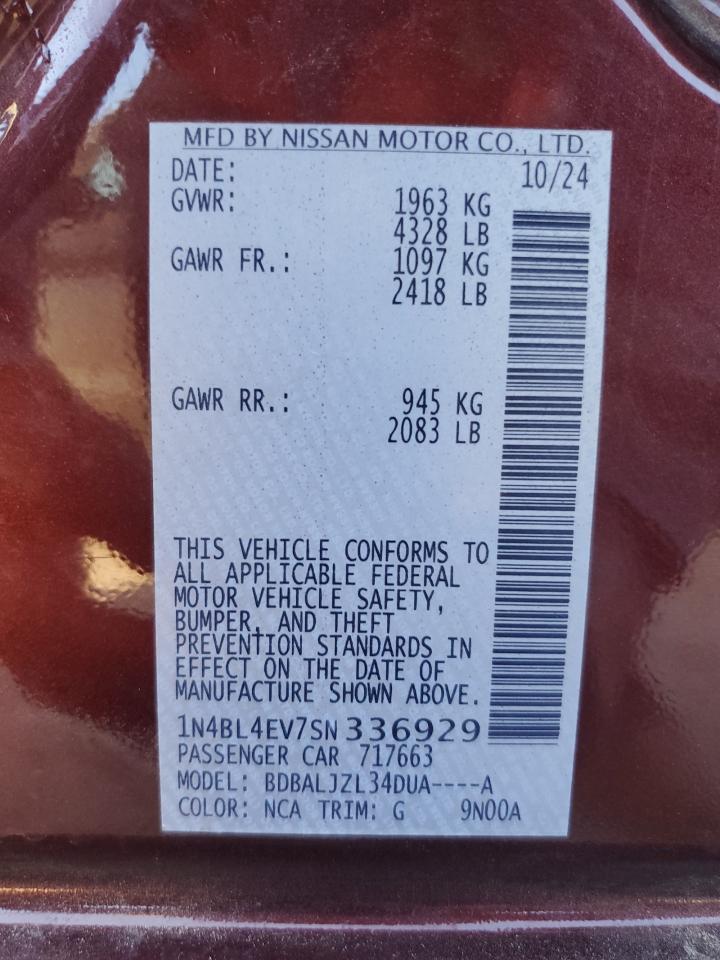 MFD BY NISSAN MOTOR CO., LTD.
DATE: 10/24
GVWR: 1963 KG
4328 LB
GAWR FR.: 1097 KG
2418 LB
GAWR RR.: 945 KG
2083 LB
THIS VEHICLE CONFORMS TO
ALL APPLICABLE FEDERAL
MOTOR VEHICLE SAFETY,
BUMPER, AND THEFT
PREVENTION STANDARDS IN
EFFECT ON THE DATE OF
MANUFACTURE SHOWN ABOVE.
1N4BL4EV7SN336929
PASSENGER CAR 717663
MODEL: BDBALJZL34DUA----A
COLOR: NCA TRIM: G 9N00A